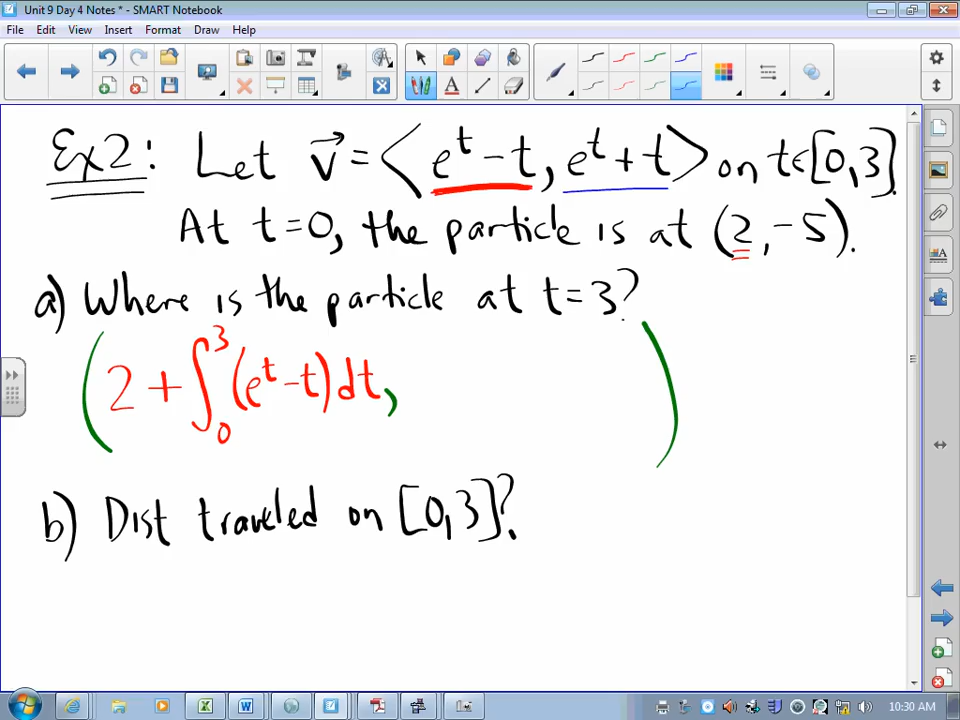 Unit 9 Day 4 Notes * - SMART Notebook
File Edit View Insert Format Draw Help
Ex2: Let v⃗ = <e^t - t, e^t + t> on t∈[0,3].
At t=0, the particle is at (2,-5).
a) Where is the particle at t=3?
(2 + ∫₀³ (e^t - t) dt, )
b) Dist traveled on [0,3]?
10:30 AM